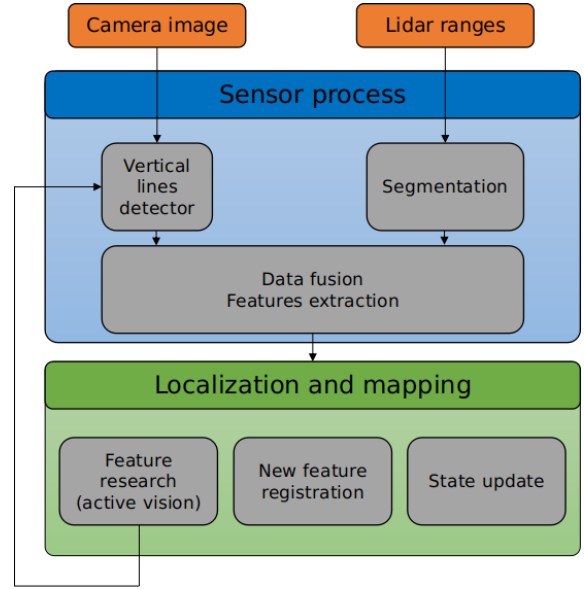 Camera image
Lidar ranges
Sensor process
Vertical
lines
detector
Segmentation
Data fusion
Features extraction
Localization and mapping
Feature
research
(active vision)
New feature
registration
State update